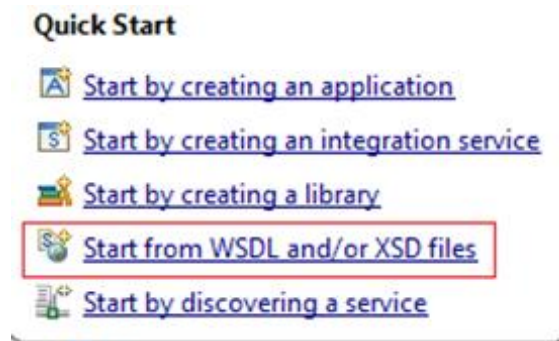 Quick Start
Start by creating an application
Start by creating an integration service
Start by creating a library
Start from WSDL and/or XSD files
Start by discovering a service